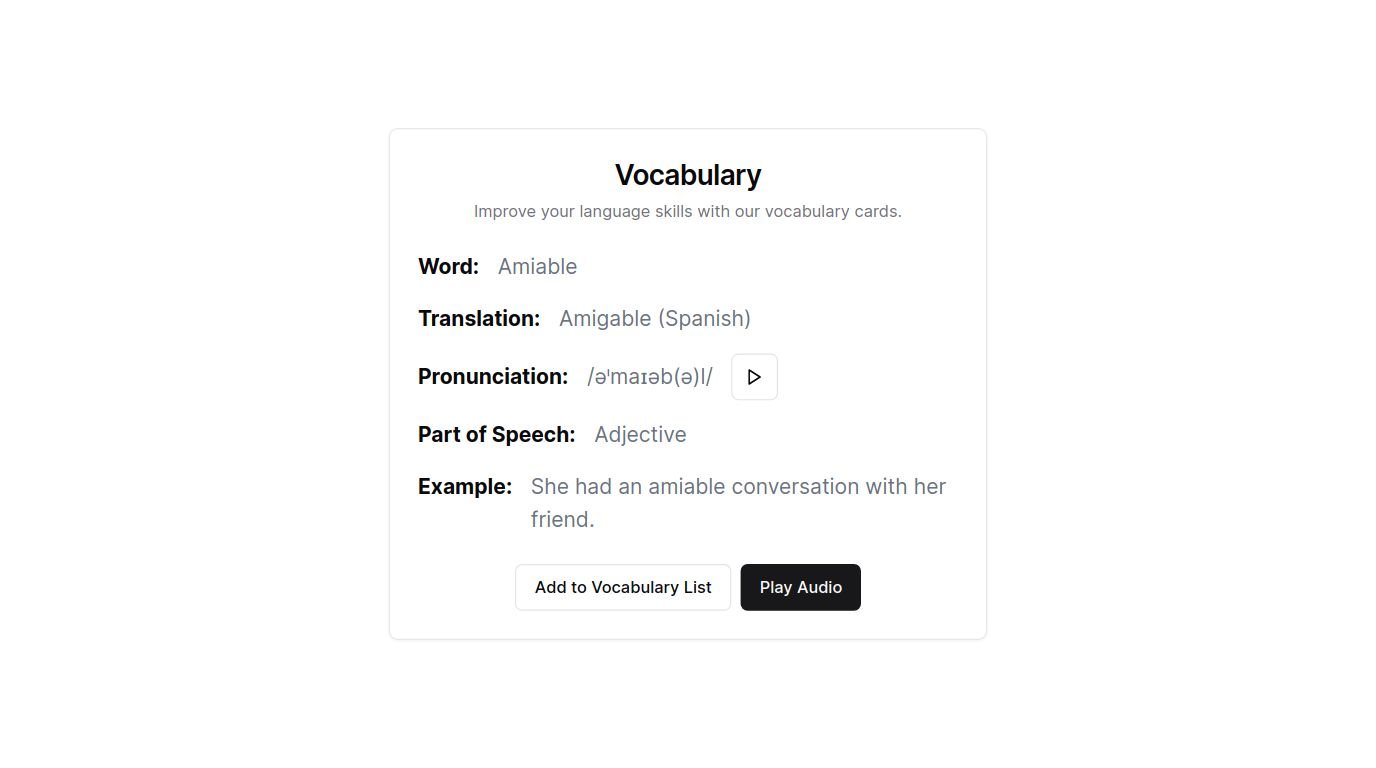 Vocabulary
Improve your language skills with our vocabulary cards.
Word: Amiable
Translation: Amigable (Spanish)
Pronunciation: /əˈmaɪəb(ə)l/
Part of Speech: Adjective
Example: She had an amiable conversation with her
friend.
Add to Vocabulary List Play Audio